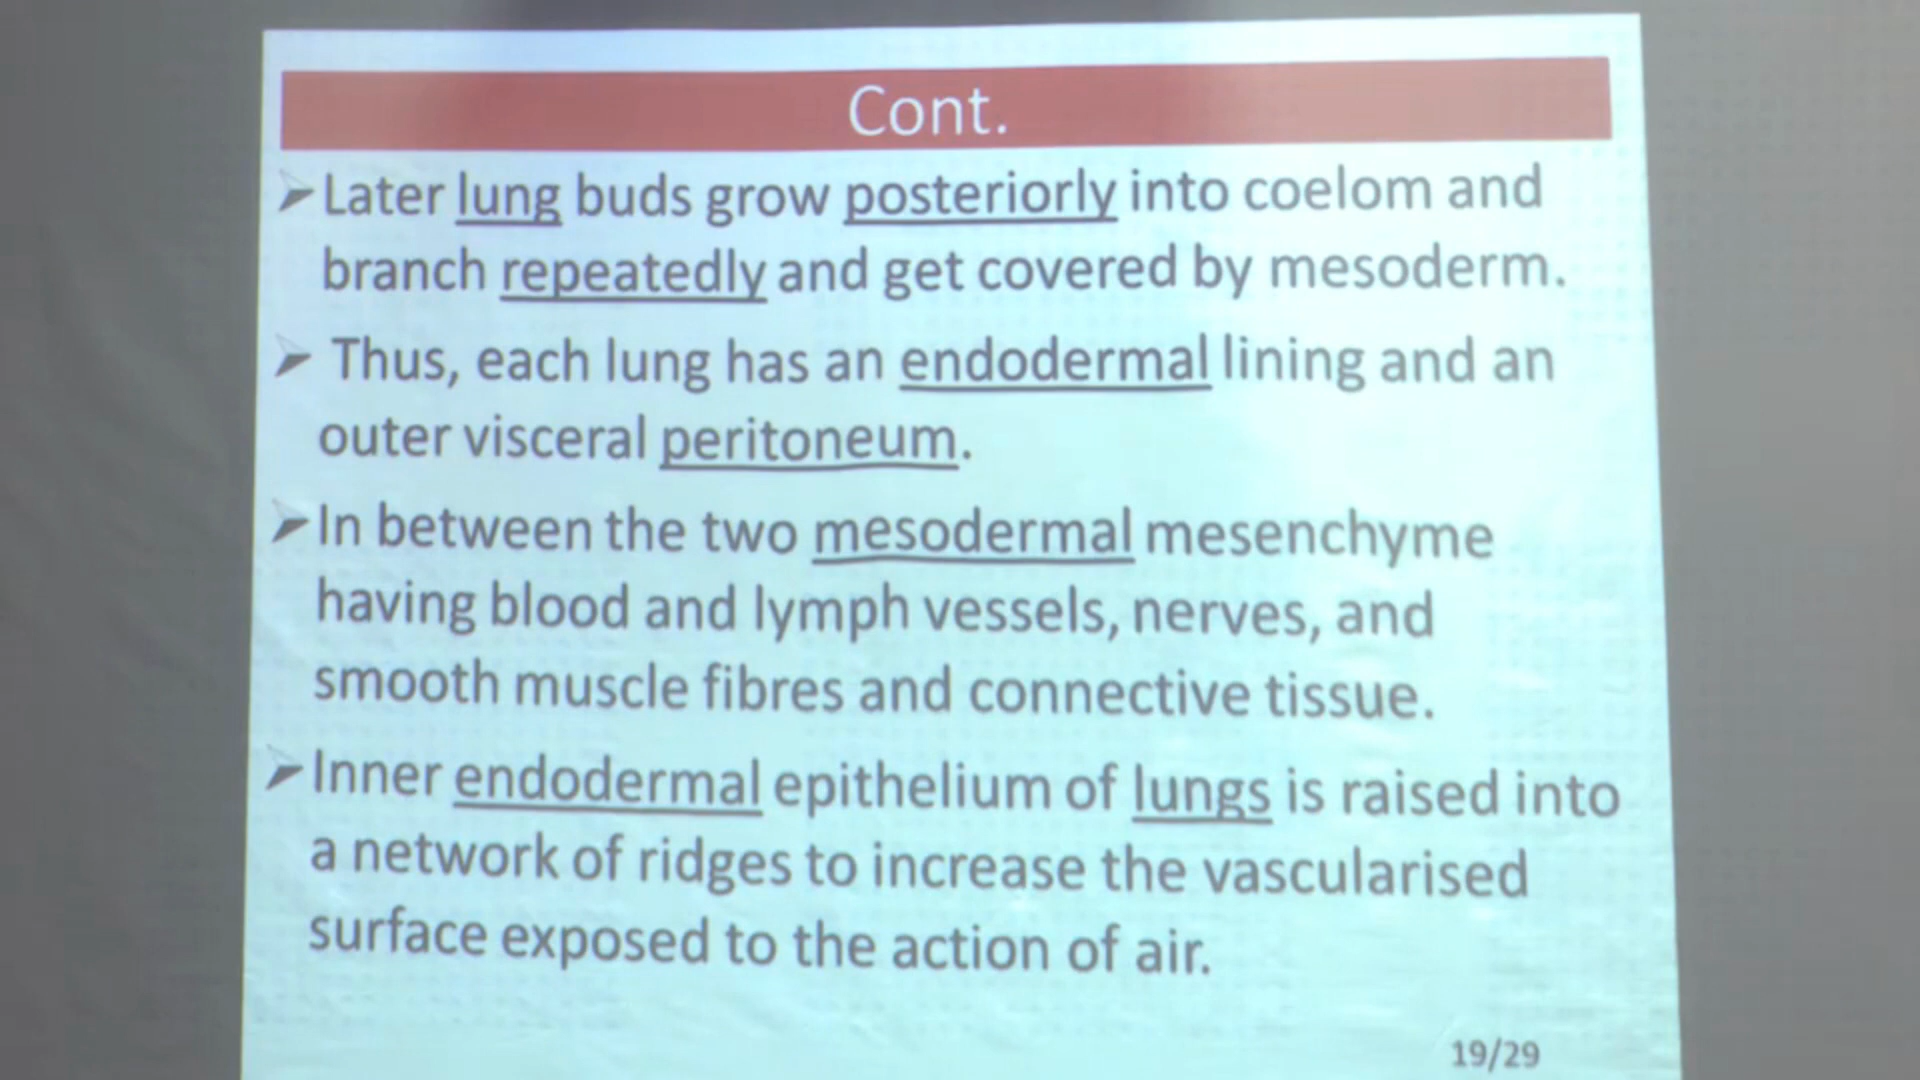 Cont.
➢Later lung buds grow posteriorly into coelom and
branch repeatedly and get covered by mesoderm.
➢ Thus, each lung has an endodermal lining and an
outer visceral peritoneum.
➢In between the two mesodermal mesenchyme
having blood and lymph vessels, nerves, and
smooth muscle fibres and connective tissue.
➢Inner endodermal epithelium of lungs is raised into
a network of ridges to increase the vascularised
surface exposed to the action of air.
19/29